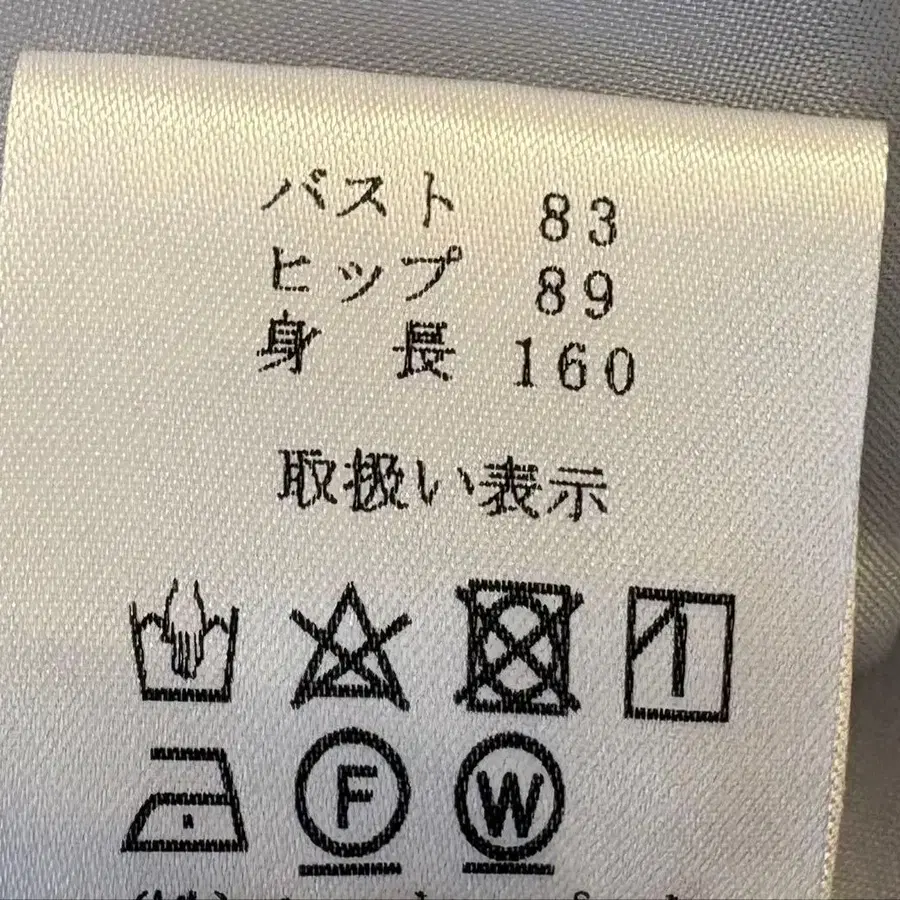 バスト 83
ヒップ 89
身 長 160
取扱い表示
F W